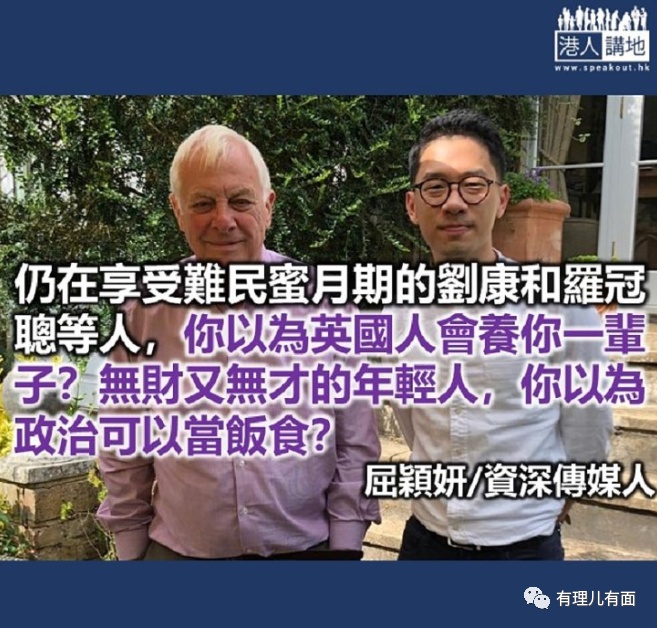 港人講地
www.speakout.hk
仍在享受難民蜜月期的劉康和羅冠
聰等人，你以為英國人會養你一輩
子？無財又無才的年輕人，你以為
政治可以當飯食？
屈穎妍/資深傳媒人
有理儿有面